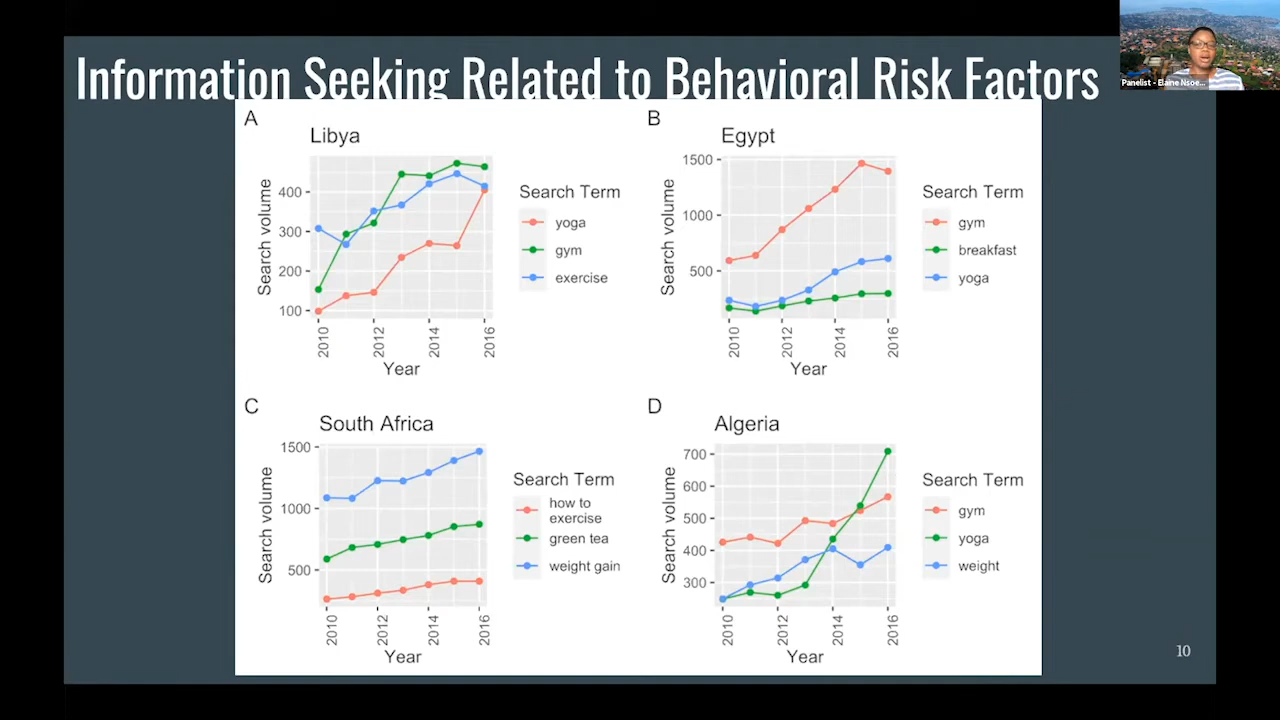 Information Seeking Related to Behavioral Risk Factors
Panelist - Elaine Nsoe...
A
Libya
Search volume
400
300
200
100
2010
2012
2014
2016
Year
Search Term
yoga
gym
exercise
B
Egypt
Search volume
1500
1000
500
2010
2012
2014
2016
Year
Search Term
gym
breakfast
yoga
C
South Africa
Search volume
1500
1000
500
2010
2012
2014
2016
Year
Search Term
how to
exercise
green tea
weight gain
D
Algeria
Search volume
700
600
500
400
300
2010
2012
2014
2016
Year
Search Term
gym
yoga
weight
10